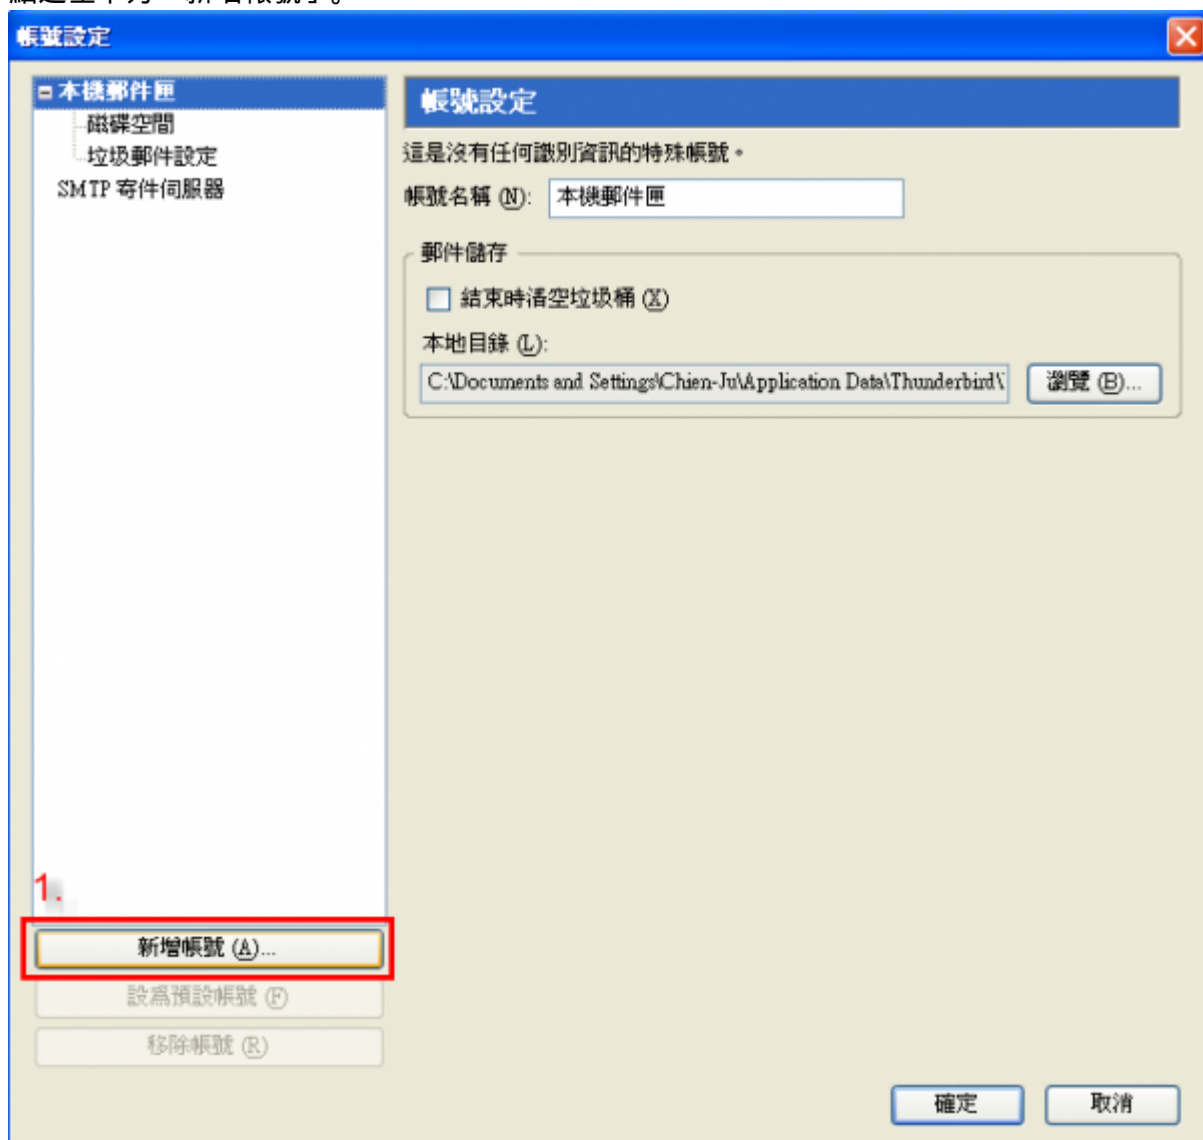 帳號設定
本機郵件匣
磁碟空間
垃圾郵件設定
SMTP 寄件伺服器
帳號設定
這是沒有任何識別資訊的特殊帳號。
帳號名稱 (N): 本機郵件匣
郵件儲存
結束時清空垃圾桶 (X)
本地目錄 (L):
C:\Documents and Settings\Chien-Ju\Application Data\Thunderbird\
瀏覽 (B)...
1.
新增帳號 (A)...
設為預設帳號 (F)
移除帳號 (R)
確定
取消